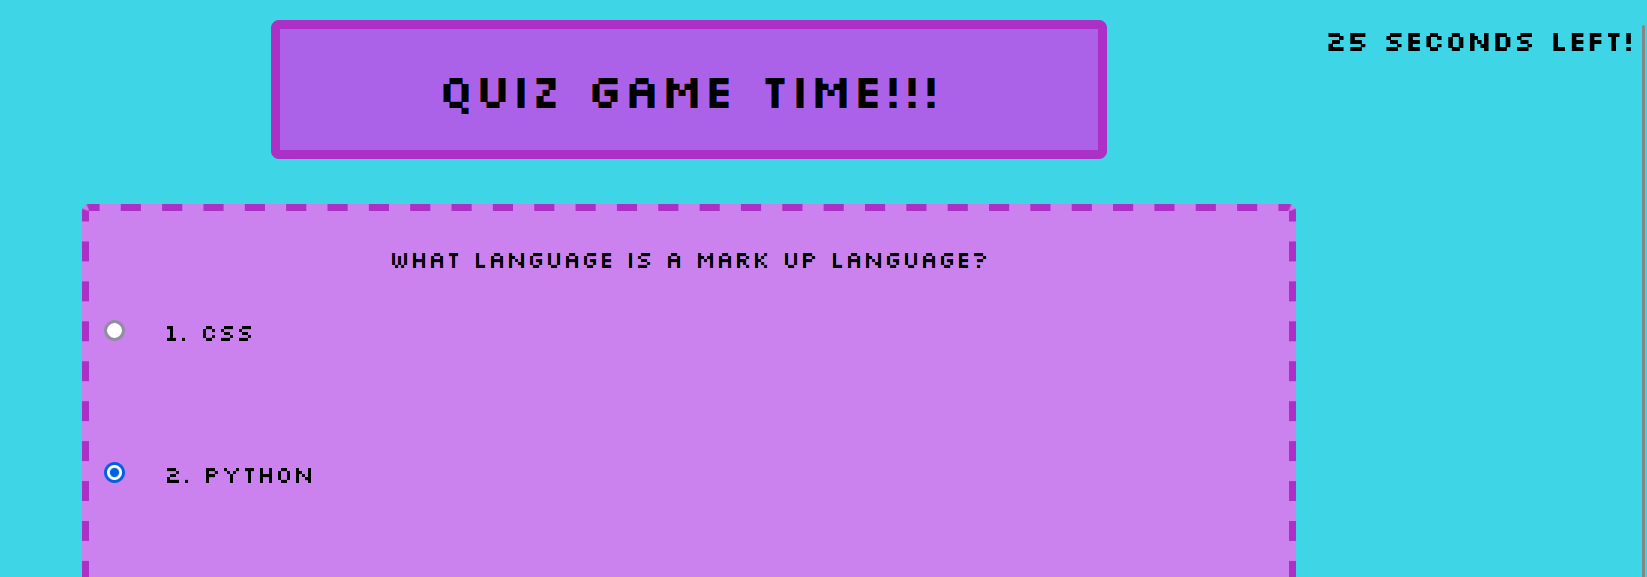 QUIZ GAME TIME!!!
25 SECONDS LEFT!
WHAT LANGUAGE IS A MARK UP LANGUAGE?
1. CSS
2. PYTHON